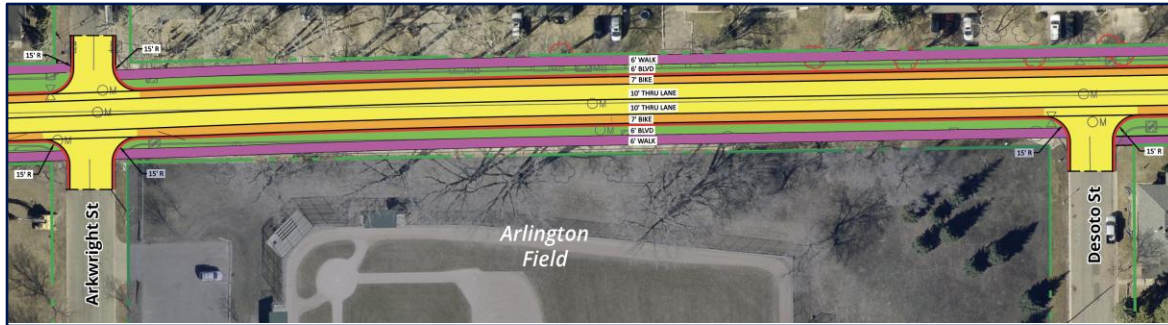 15' R
15' R
6' WALK
6' BLVD
7' BIKE
10' THRU LANE
10' THRU LANE
7' BIKE
6' BLVD
6' WALK
M
M
M
M
M
M
M
15' R
15' R
15' R
15' R
Arkwright St
Arlington
Field
Desoto St